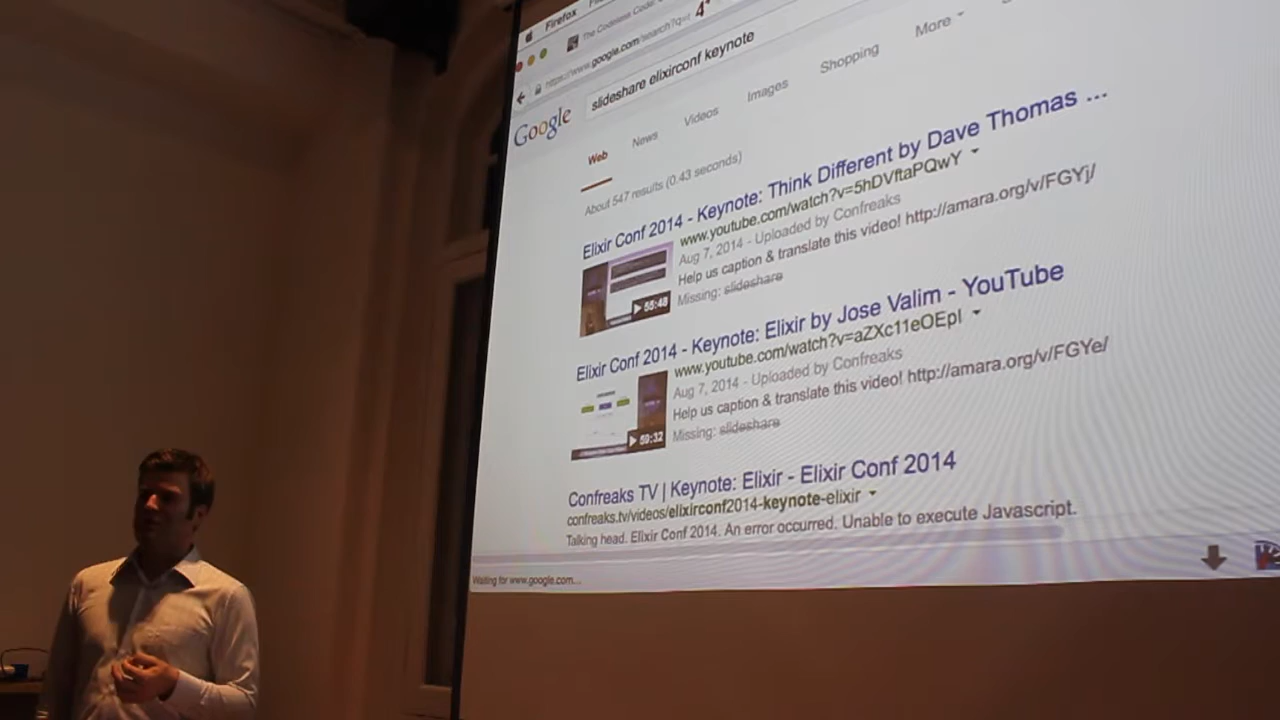 Firefox
The Codeless Code:
https://www.google.com/search?q=
Google
slideshare elixirconf keynote
Web News Videos Images Shopping More
About 547 results (0.43 seconds)
Elixir Conf 2014 - Keynote: Think Different by Dave Thomas ...
www.youtube.com/watch?v=5hDVftaPQwY
Aug 7, 2014 - Uploaded by Confreaks
Help us caption & translate this video! http://amara.org/v/FGYj/
Missing: slideshare
55:48
Elixir Conf 2014 - Keynote: Elixir by Jose Valim - YouTube
www.youtube.com/watch?v=aZXc11eOEpI
Aug 7, 2014 - Uploaded by Confreaks
Help us caption & translate this video! http://amara.org/v/FGYe/
Missing: slideshare
59:32
Confreaks TV | Keynote: Elixir - Elixir Conf 2014
confreaks.tv/videos/elixirconf2014-keynote-elixir
Talking head. Elixir Conf 2014. An error occurred. Unable to execute Javascript.
Waiting for www.google.com...